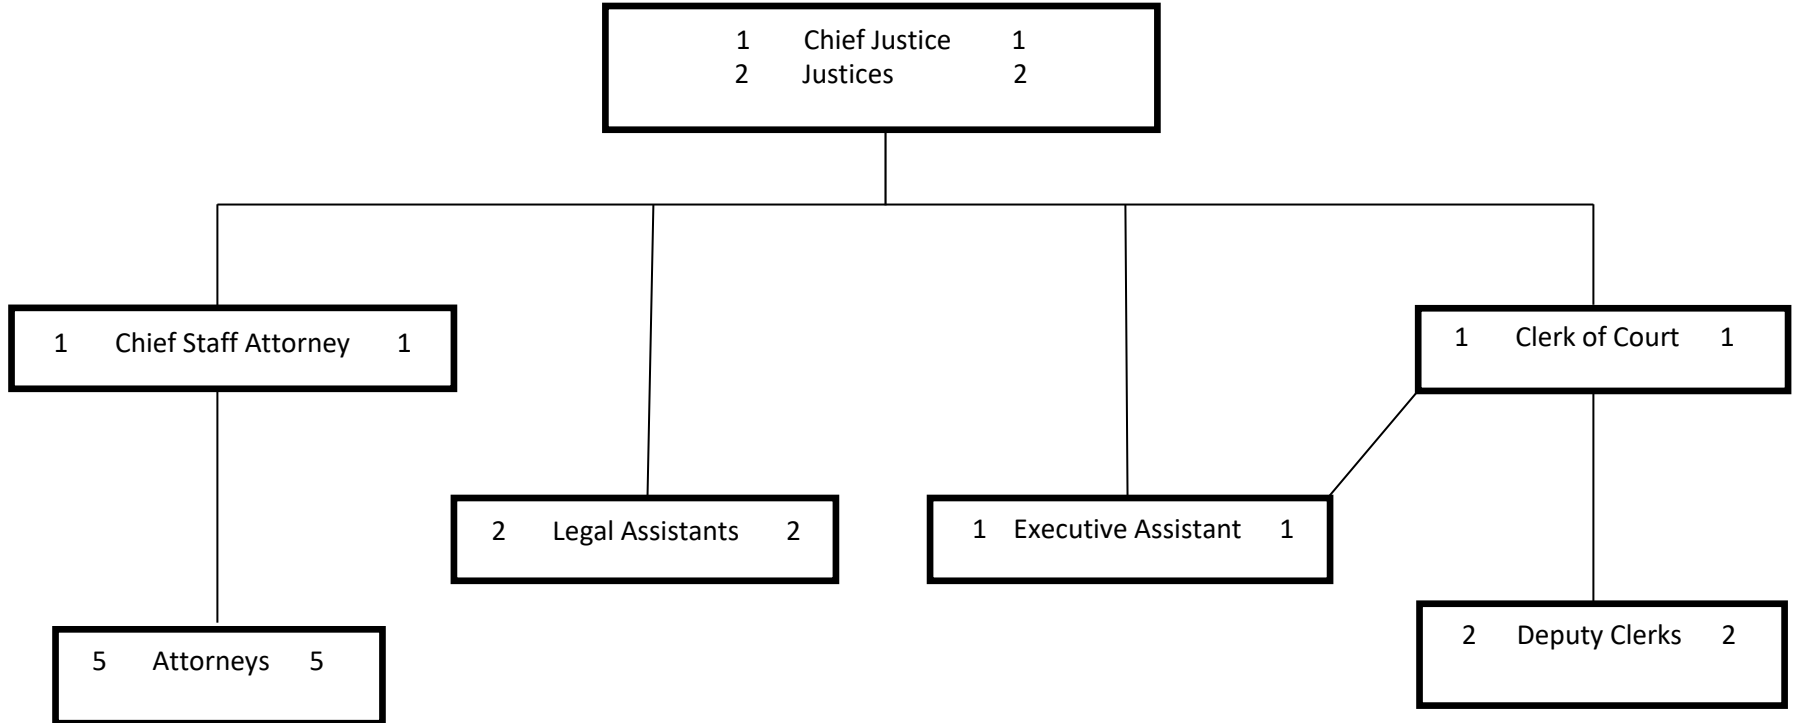 1 Chief Justice 1
2 Justices 2
1 Chief Staff Attorney 1
1 Clerk of Court 1
2 Legal Assistants 2
1 Executive Assistant 1
5 Attorneys 5
2 Deputy Clerks 2